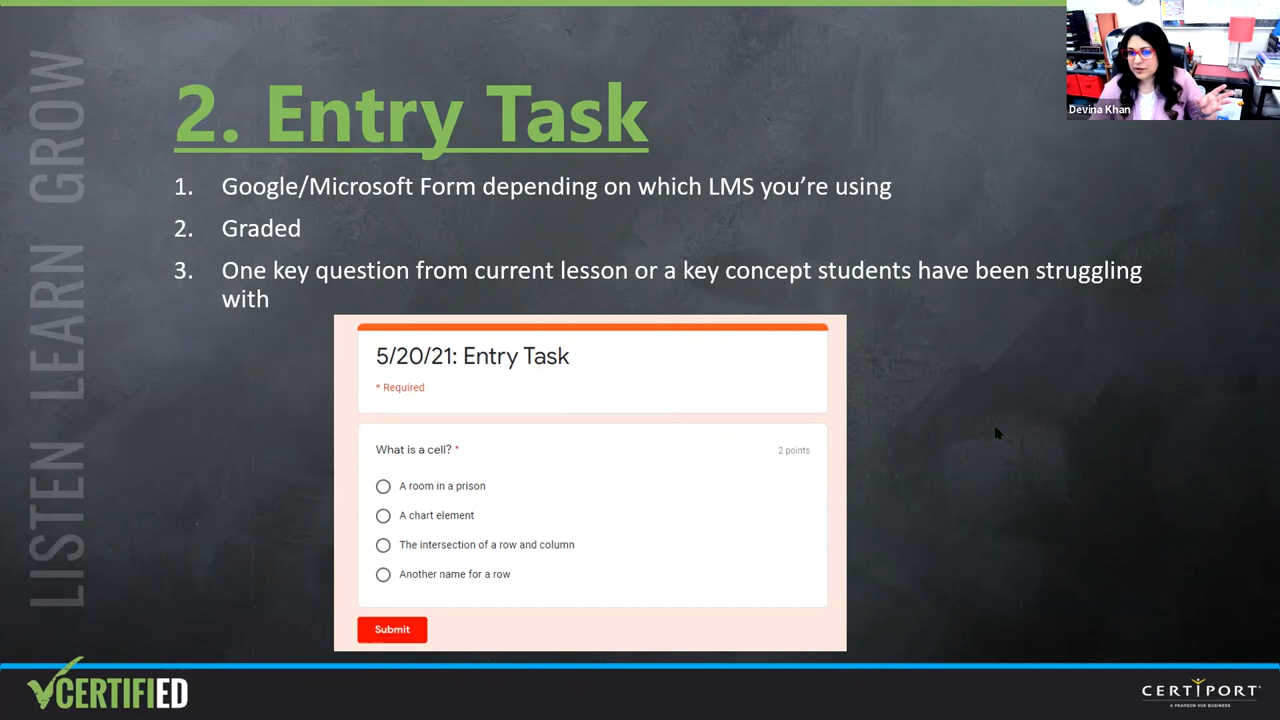 LISTEN LEARN GROW
2. Entry Task
Devina Khan
1. Google/Microsoft Form depending on which LMS you’re using
2. Graded
3. One key question from current lesson or a key concept students have been struggling
with
5/20/21: Entry Task
* Required
What is a cell? *
2 points
A room in a prison
A chart element
The intersection of a row and column
Another name for a row
Submit
CERTIFIED
CERTIPORT
A PEARSON VUE BUSINESS